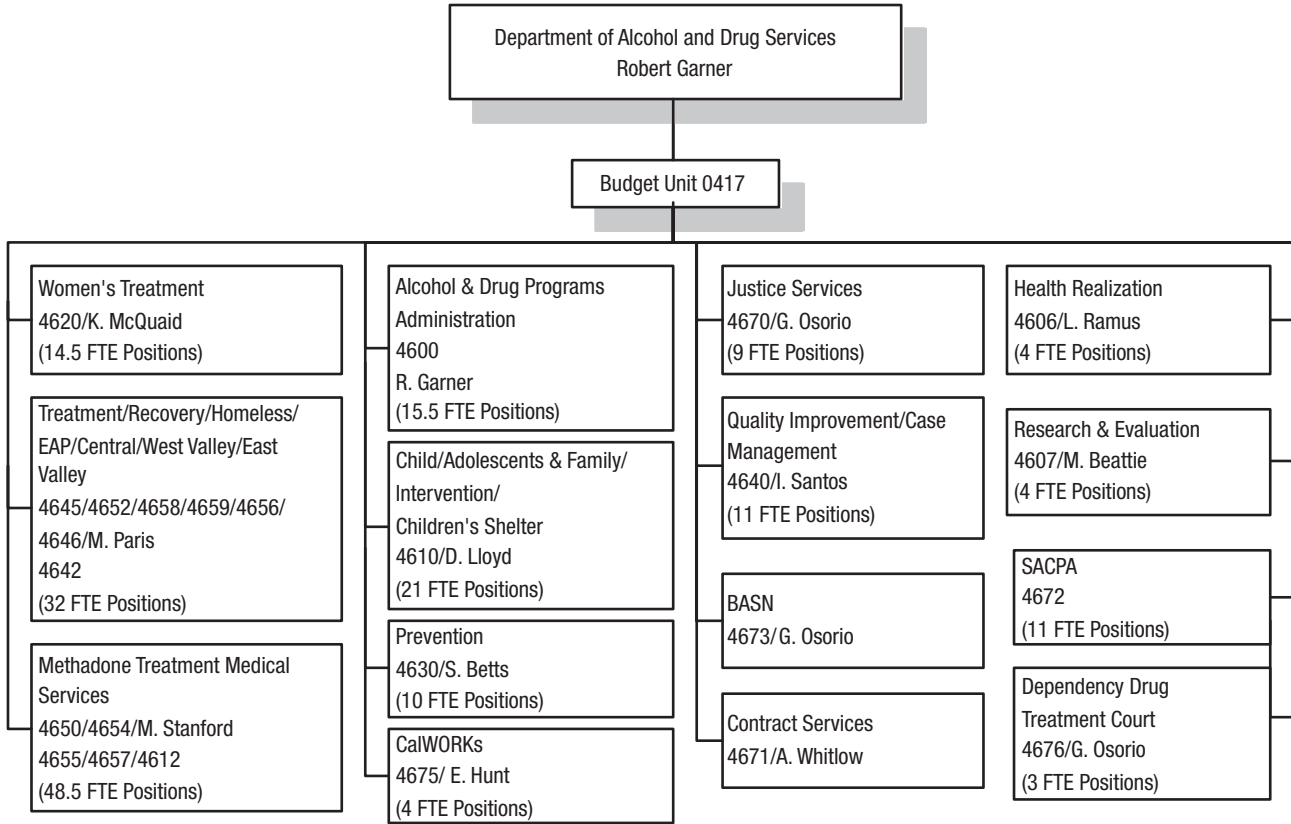 Department of Alcohol and Drug Services
Robert Garner
Budget Unit 0417
Women's Treatment
4620/K. McQuaid
(14.5 FTE Positions)
Treatment/Recovery/Homeless/
EAP/Central/West Valley/East
Valley
4645/4652/4658/4659/4656/
4646/M. Paris
4642
(32 FTE Positions)
Methadone Treatment Medical
Services
4650/4654/M. Stanford
4655/4657/4612
(48.5 FTE Positions)
Alcohol & Drug Programs
Administration
4600
R. Garner
(15.5 FTE Positions)
Child/Adolescents & Family/
Intervention/
Children's Shelter
4610/D. Lloyd
(21 FTE Positions)
Prevention
4630/S. Betts
(10 FTE Positions)
CalWORKs
4675/ E. Hunt
(4 FTE Positions)
Justice Services
4670/G. Osorio
(9 FTE Positions)
Quality Improvement/Case
Management
4640/I. Santos
(11 FTE Positions)
BASN
4673/G. Osorio
Contract Services
4671/A. Whitlow
Health Realization
4606/L. Ramus
(4 FTE Positions)
Research & Evaluation
4607/M. Beattie
(4 FTE Positions)
SACPA
4672
(11 FTE Positions)
Dependency Drug
Treatment Court
4676/G. Osorio
(3 FTE Positions)